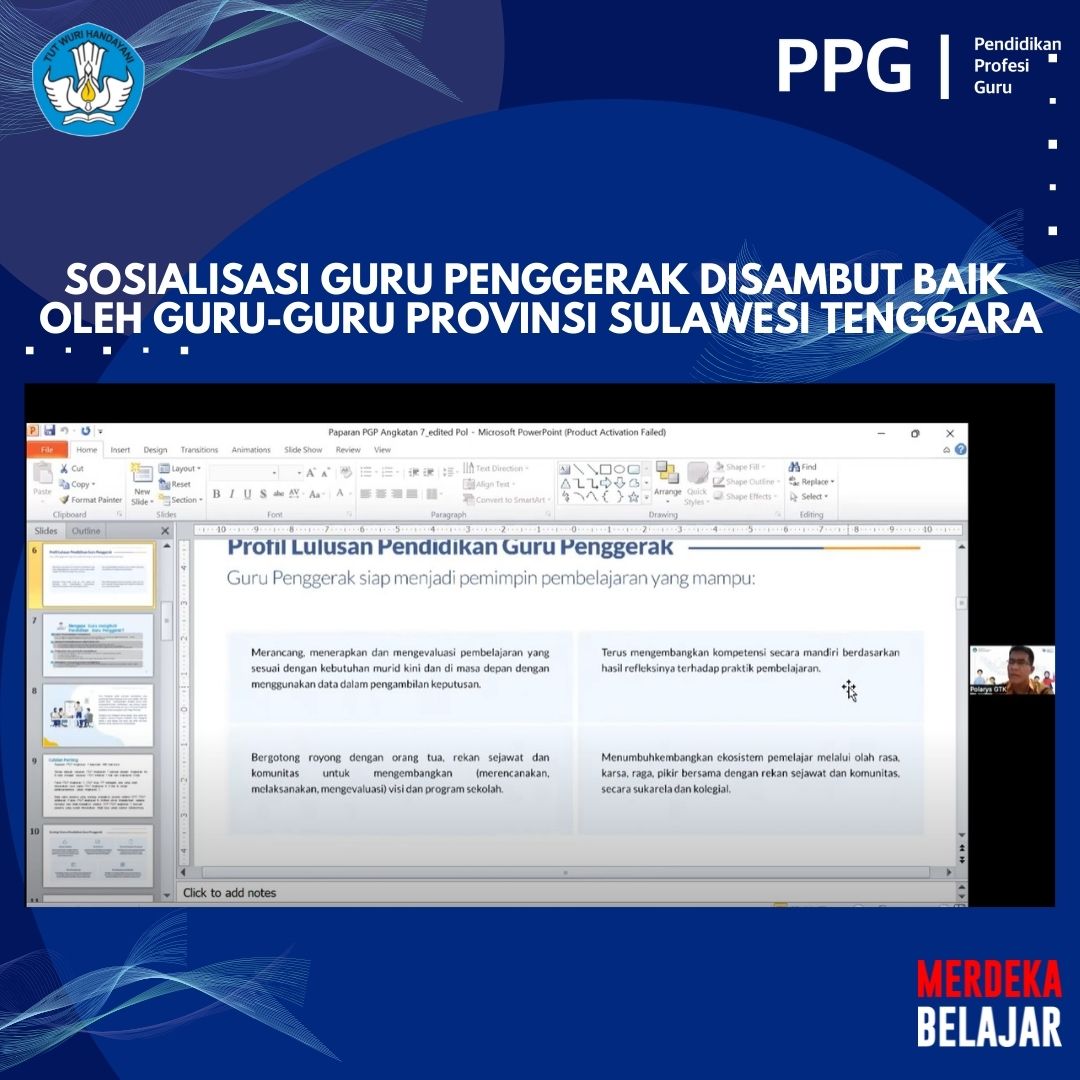 TUT WURI HANDAYANI
PPG
Pendidikan
Profesi
Guru
SOSIALISASI GURU PENGGERAK DISAMBUT BAIK
OLEH GURU-GURU PROVINSI SULAWESI TENGGARA
Paparan PGP Angkatan 7_edited Pol - Microsoft PowerPoint (Product Activation Failed)
File Home Insert Design Transitions Animations Slide Show Review View
Paste
Cut
Copy
Format Painter
Clipboard
New
Slide
Layout
Reset
Section
Slides
Font
Text Direction
Align Text
Convert to SmartArt
Paragraph
Arrange
Quick
Styles
Shape Fill
Shape Outline
Shape Effects
Drawing
Find
Replace
Select
Editing
Slides Outline
6
7
8
9
10
Profil Lulusan Pendidikan Guru Penggerak
Guru Penggerak siap menjadi pemimpin pembelajaran yang mampu:
Merancang, menerapkan dan mengevaluasi pembelajaran yang
sesuai dengan kebutuhan murid kini dan di masa depan dengan
menggunakan data dalam pengambilan keputusan.
Terus mengembangkan kompetensi secara mandiri berdasarkan
hasil refleksinya terhadap praktik pembelajaran.
Bergotong royong dengan orang tua, rekan sejawat dan
komunitas untuk mengembangkan (merencanakan,
melaksanakan, mengevaluasi) visi dan program sekolah.
Menumbuhkembangkan ekosistem pemelajar melalui olah rasa,
karsa, raga, pikir bersama dengan rekan sejawat dan komunitas,
secara sukarela dan kolegial.
Polarys GTK
Click to add notes
MERDEKA
BELAJAR